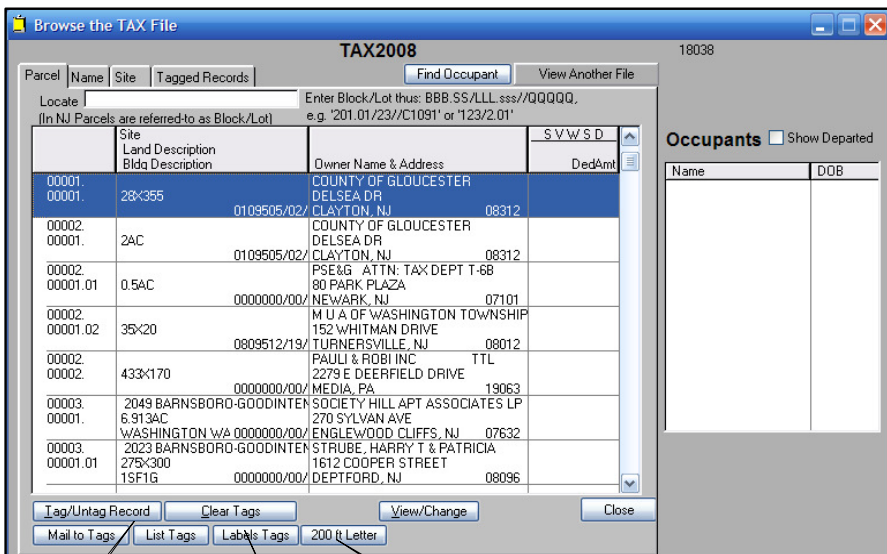 Browse the TAX File
TAX2008
18038
Parcel Name Site Tagged Records Find Occupant View Another File
Locate Enter Block/Lot thus: BBB.SS/LLL.sss//QQQQQ,
(In NJ Parcels are referred-to as Block/Lot) e.g. '201.01/23//C1091' or '123/2.01'
Occupants Show Departed
Name DOB
Site S V W S D
Land Description
Bldg Description Owner Name & Address DedAmt
00001. COUNTY OF GLOUCESTER
00001. 28X355 DELSEA DR
0109505/02/ CLAYTON, NJ 08312
00002. COUNTY OF GLOUCESTER
00001. 2AC DELSEA DR
0109505/02/ CLAYTON, NJ 08312
00002. PSE&G ATTN: TAX DEPT T-6B
00001.01 0.5AC 80 PARK PLAZA
0000000/00/ NEWARK, NJ 07101
00002. M U A OF WASHINGTON TOWNSHIP
00001.02 35X20 152 WHITMAN DRIVE
0809512/19/ TURNERSVILLE, NJ 08012
00002. PAULI & ROBI INC TTL
00002. 433X170 2279 E DEERFIELD DRIVE
0000000/00/ MEDIA, PA 19063
00003. 2049 BARNSBORO-GOODINTEN SOCIETY HILL APT ASSOCIATES LP
00001. 6.913AC 270 SYLVAN AVE
WASHINGTON WA 0000000/00/ ENGLEWOOD CLIFFS, NJ 07632
00003. 2023 BARNSBORO-GOODINTEN STRUBE, HARRY T & PATRICIA
00001.01 275X300 1612 COOPER STREET
1SF1G 0000000/00/ DEPTFORD, NJ 08096
Tag/Untag Record Clear Tags View/Change Close
Mail to Tags List Tags Labels Tags 200 ft Letter